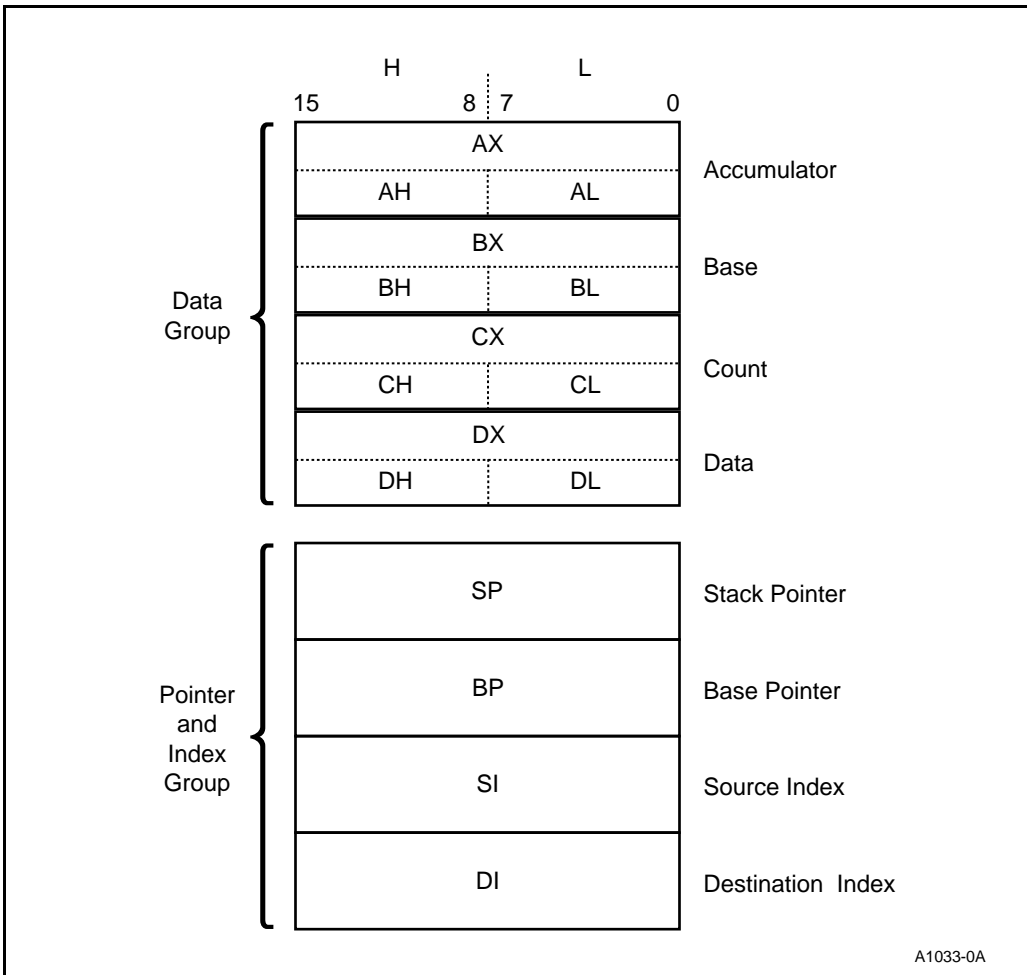 H L
15 8 7 0
AX
Accumulator
AH AL
BX
Base
BH BL
Data
Group
CX
Count
CH CL
DX
Data
DH DL
SP Stack Pointer
BP Base Pointer
Pointer
and
Index
Group
SI Source Index
DI Destination Index
A1033-0A